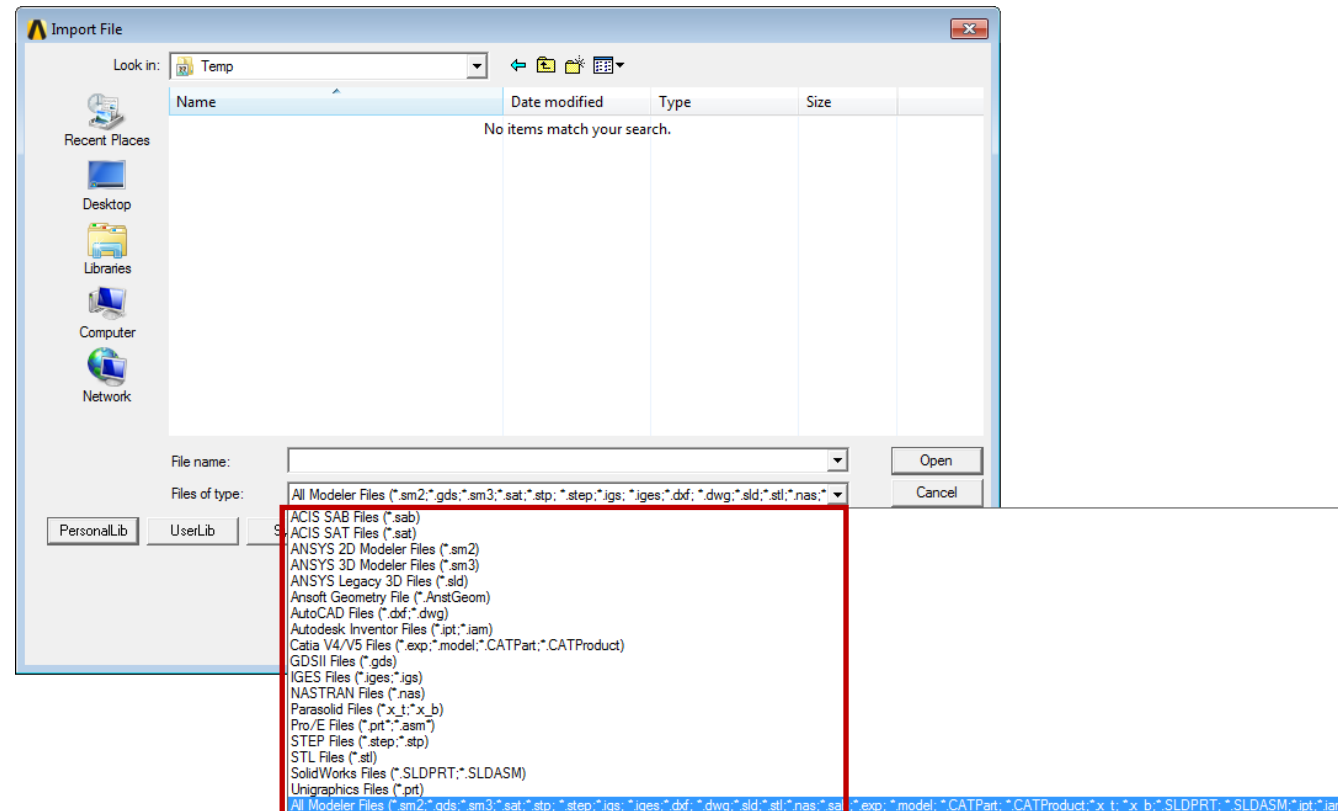 Import File
Look in:
Temp
Name Date modified Type Size
No items match your search.
Recent Places
Desktop
Libraries
Computer
Network
File name:
Open
Files of type:
All Modeler Files (*.sm2;*.gds;*.sm3;*.sat;*.stp; *.step;*.igs; *.iges;*.dxf; *.dwg;*.sld;*.stl;*.nas;*
Cancel
PersonalLib
UserLib
ACIS SAB Files (*.sab)
ACIS SAT Files (*.sat)
ANSYS 2D Modeler Files (*.sm2)
ANSYS 3D Modeler Files (*.sm3)
ANSYS Legacy 3D Files (*.sld)
Ansoft Geometry File (*.AnstGeom)
AutoCAD Files (*.dxf;*.dwg)
Autodesk Inventor Files (*.ipt;*.iam)
Catia V4/V5 Files (*.exp;*.model;*.CATPart;*.CATProduct)
GDSII Files (*.gds)
IGES Files (*.iges;*.igs)
NASTRAN Files (*.nas)
Parasolid Files (*.x_t;*.x_b)
Pro/E Files (*.prt*;*.asm*)
STEP Files (*.step;*.stp)
STL Files (*.stl)
SolidWorks Files (*.SLDPRT;*.SLDASM)
Unigraphics Files (*.prt)
All Modeler Files (*.sm2;*.gds;*.sm3;*.sat;*.stp; *.step;*.igs; *.iges;*.dxf; *.dwg;*.sld;*.stl;*.nas;*.sab;*.exp; *.model; *.CATPart; *.CATProduct;*.x_t; *.x_b;*.SLDPRT; *.SLDASM;*.ipt;